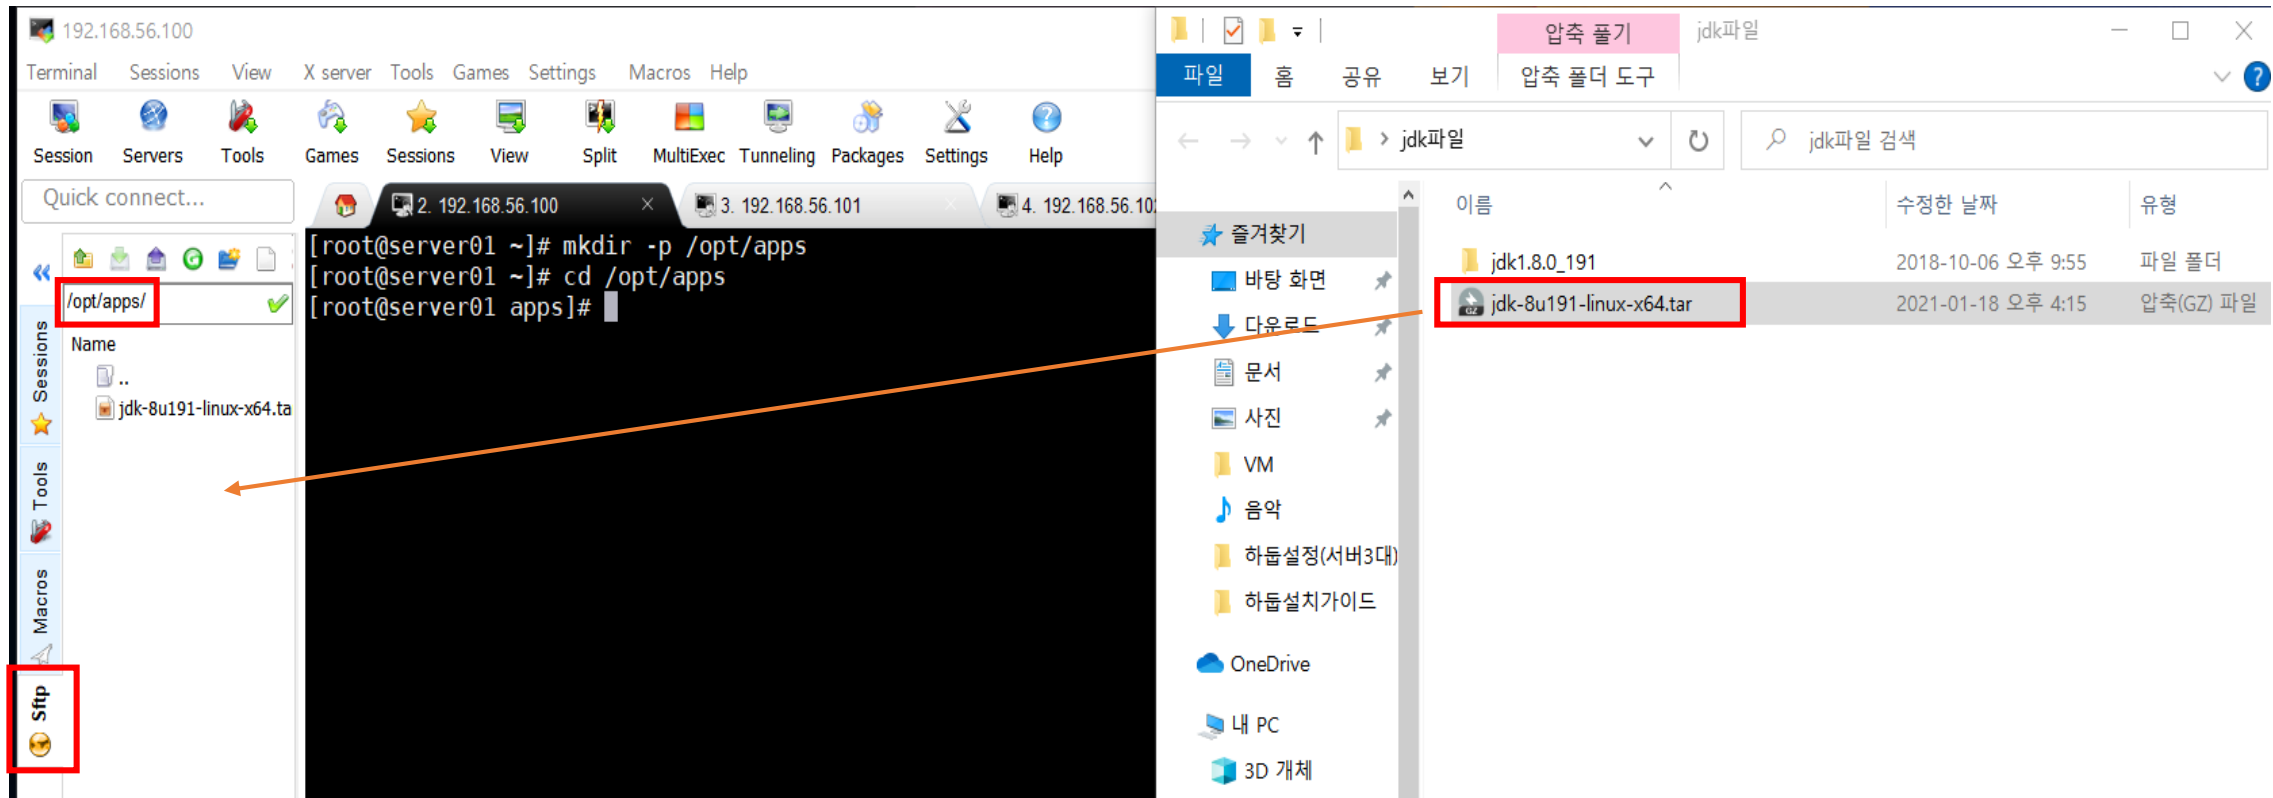 192.168.56.100
Terminal Sessions View X server Tools Games Settings Macros Help
Session Servers Tools Games Sessions View Split MultiExec Tunneling Packages Settings Help
Quick connect...
2. 192.168.56.100
3. 192.168.56.101
4. 192.168.56.10
/opt/apps/
Name
..
jdk-8u191-linux-x64.ta
Sessions
Tools
Macros
Sftp
[root@server01 ~]# mkdir -p /opt/apps
[root@server01 ~]# cd /opt/apps
[root@server01 apps]#
압축 풀기
jdk파일
파일 홈 공유 보기 압축 폴더 도구
jdk파일
jdk파일 검색
이름 수정한 날짜 유형
jdk1.8.0_191 2018-10-06 오후 9:55 파일 폴더
jdk-8u191-linux-x64.tar 2021-01-18 오후 4:15 압축(GZ) 파일
즐겨찾기
바탕 화면
다운로드
문서
사진
VM
음악
하둡설정(서버3대)
하둡설치가이드
OneDrive
내 PC
3D 개체